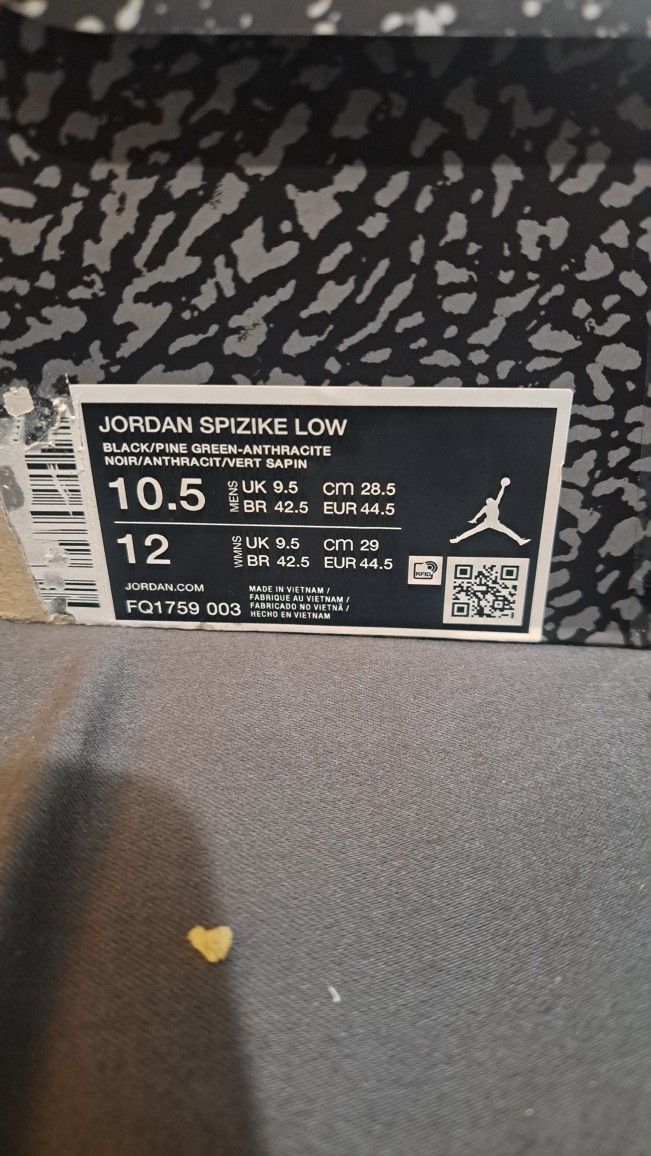 JORDAN SPIZIKE LOW
BLACK/PINE GREEN-ANTHRACITE
NOIR/ANTHRACIT/VERT SAPIN
10.5 MENS UK 9.5 cm 28.5
BR 42.5 EUR 44.5
12 WMNS UK 9.5 cm 29
BR 42.5 EUR 44.5
RFID
JORDAN.COM
FQ1759 003
MADE IN VIETNAM /
FABRIQUE AU VIETNAM /
FABRICADO NO VIETNÃ /
HECHO EN VIETNAM